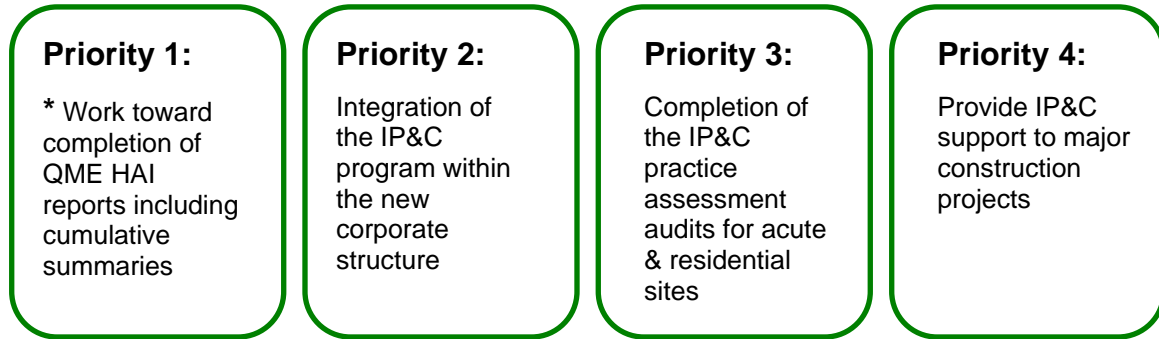 Priority 1:
* Work toward
completion of
QME HAI
reports including
cumulative
summaries
Priority 2:
Integration of
the IP&C
program within
the new
corporate
structure
Priority 3:
Completion of
the IP&C
practice
assessment
audits for acute
& residential
sites
Priority 4:
Provide IP&C
support to major
construction
projects